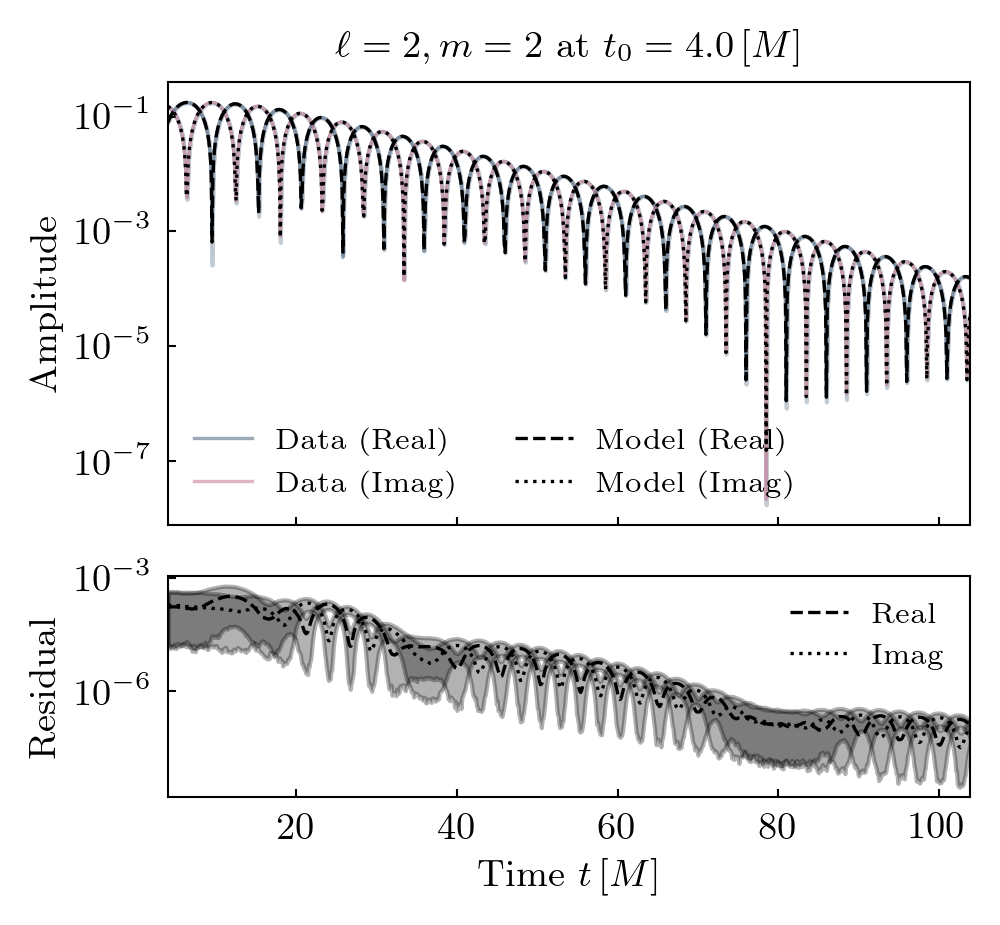 ℓ = 2, m = 2 at t₀ = 4.0 [M]
10⁻¹
10⁻³
10⁻⁵
10⁻⁷
Amplitude
Data (Real)
Data (Imag)
Model (Real)
Model (Imag)
10⁻³
10⁻⁶
Residual
Real
Imag
20 40 60 80 100
Time t [M]